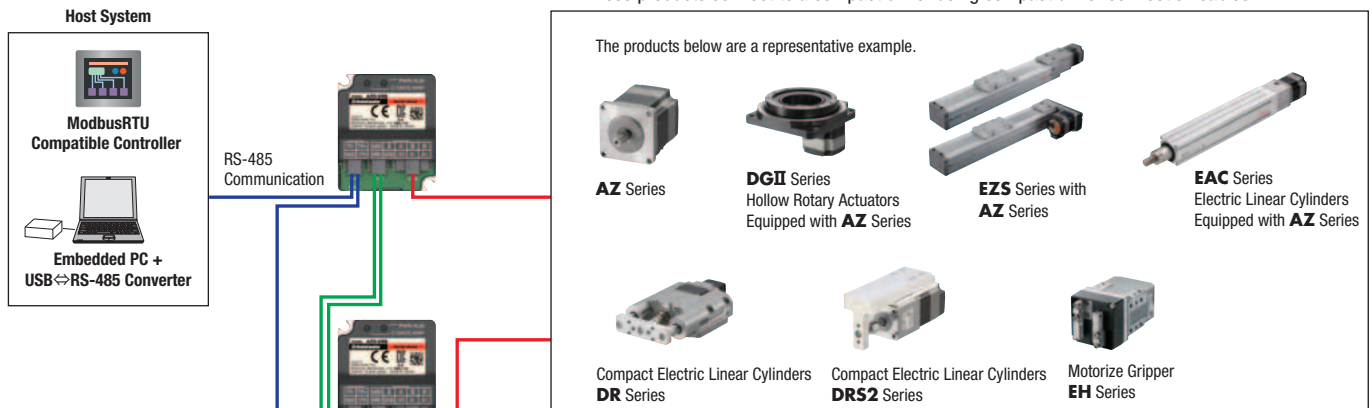 Host System
ModbusRTU
Compatible Controller
Embedded PC +
USB⇔RS-485 Converter
RS-485
Communication
The products below are a representative example.
AZ Series
DGII Series
Hollow Rotary Actuators
Equipped with AZ Series
EZS Series with
AZ Series
EAC Series
Electric Linear Cylinders
Equipped with AZ Series
Compact Electric Linear Cylinders
DR Series
Compact Electric Linear Cylinders
DRS2 Series
Motorize Gripper
EH Series